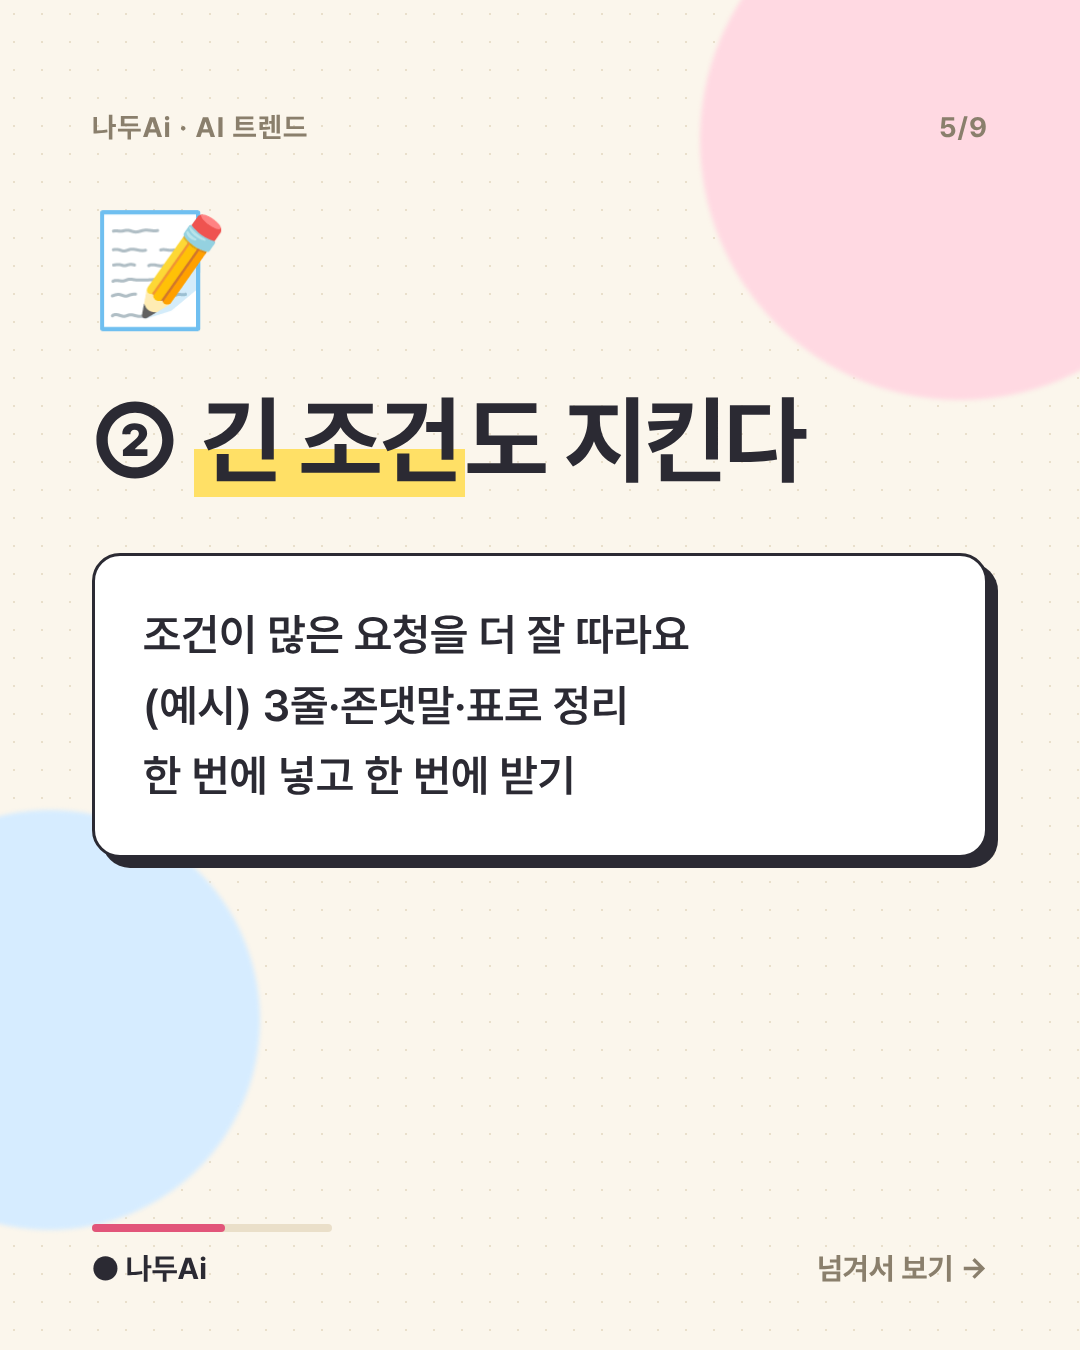 나두Ai · AI 트렌드
5/9
② 긴 조건도 지킨다
조건이 많은 요청을 더 잘 따라요
(예시) 3줄·존댓말·표로 정리
한 번에 넣고 한 번에 받기
● 나두Ai
넘겨서 보기 →